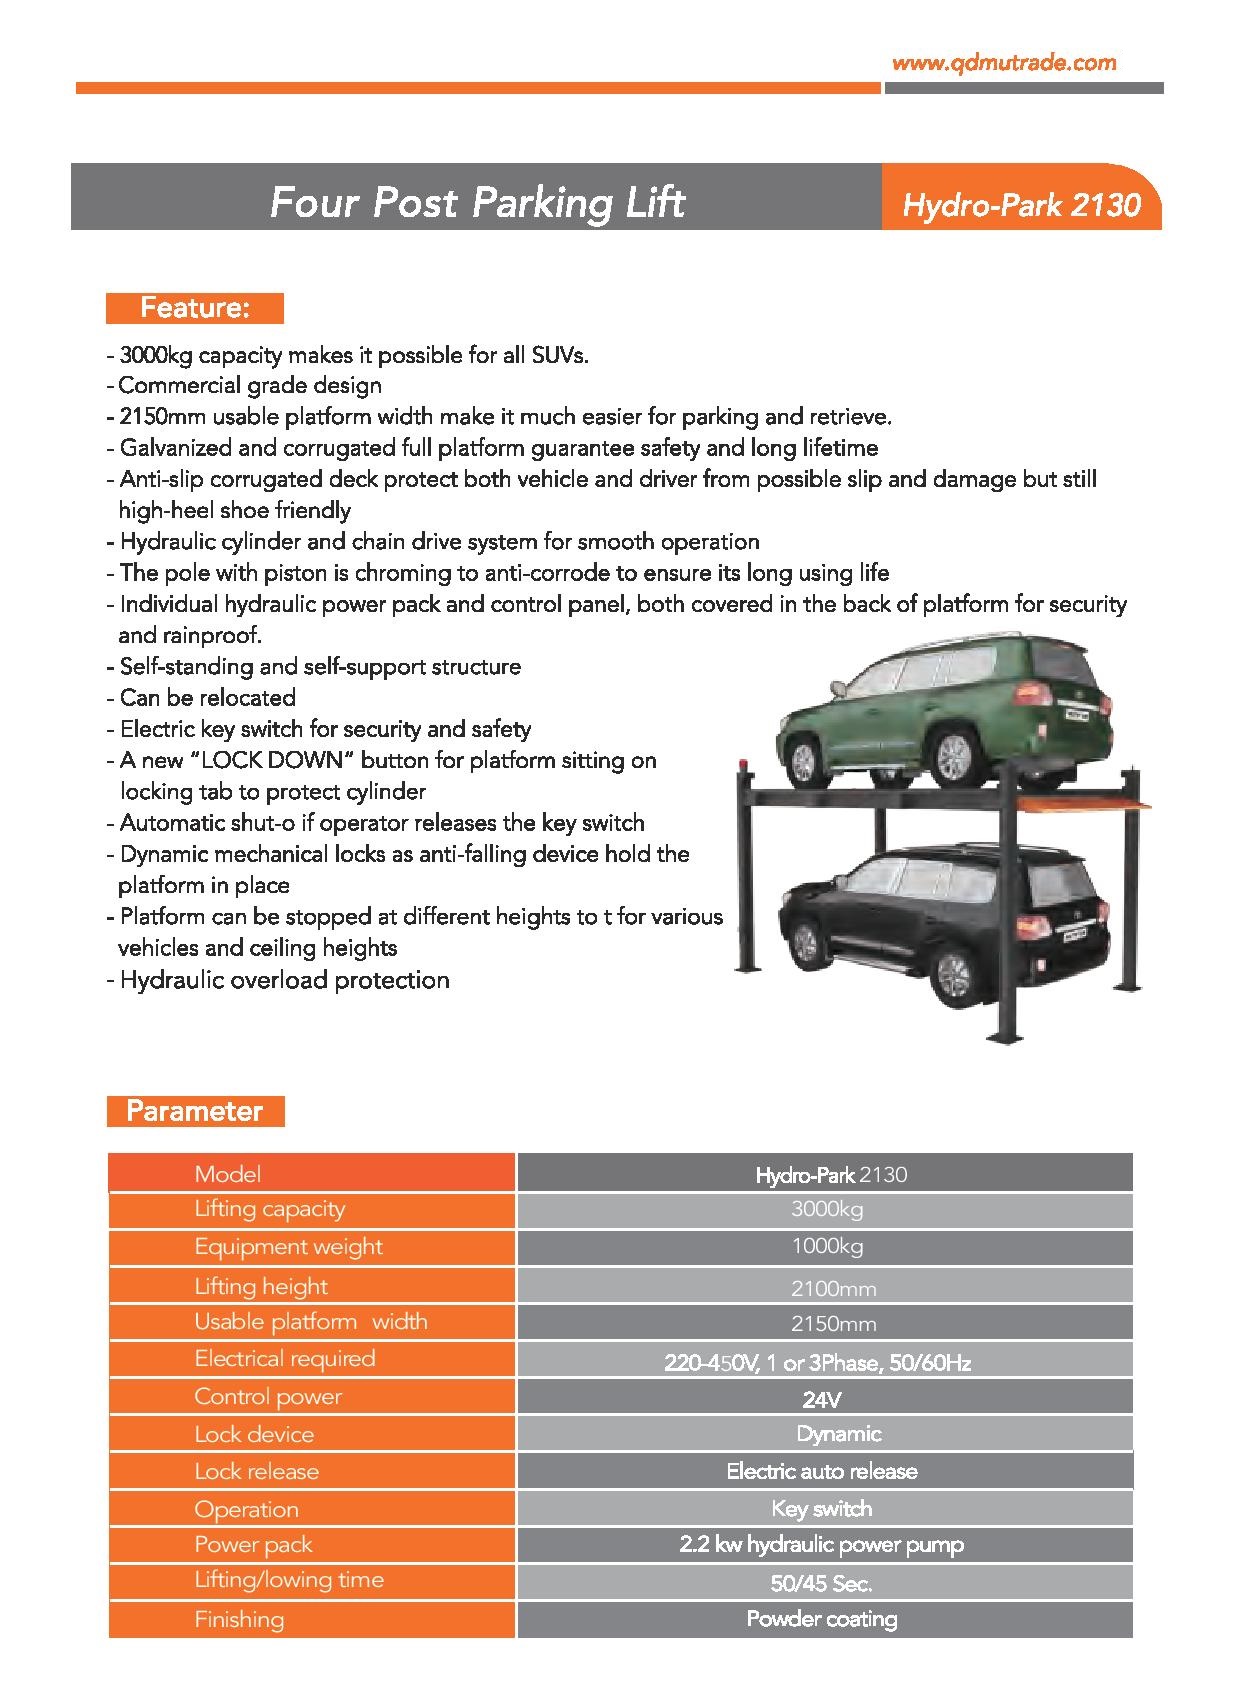 www.qdmutrade.com
Four Post Parking Lift
Hydro-Park 2130
Feature:
- 3000kg capacity makes it possible for all SUVs.
- Commercial grade design
- 2150mm usable platform width make it much easier for parking and retrieve.
- Galvanized and corrugated full platform guarantee safety and long lifetime
- Anti-slip corrugated deck protect both vehicle and driver from possible slip and damage but still
high-heel shoe friendly
- Hydraulic cylinder and chain drive system for smooth operation
- The pole with piston is chroming to anti-corrode to ensure its long using life
- Individual hydraulic power pack and control panel, both covered in the back of platform for security
and rainproof.
- Self-standing and self-support structure
- Can be relocated
- Electric key switch for security and safety
- A new “LOCK DOWN” button for platform sitting on
locking tab to protect cylinder
- Automatic shut-o if operator releases the key switch
- Dynamic mechanical locks as anti-falling device hold the
platform in place
- Platform can be stopped at different heights to t for various
vehicles and ceiling heights
- Hydraulic overload protection
Parameter
Model Hydro-Park 2130
Lifting capacity 3000kg
Equipment weight 1000kg
Lifting height 2100mm
Usable platform width 2150mm
Electrical required 220-450V, 1 or 3Phase, 50/60Hz
Control power 24V
Lock device Dynamic
Lock release Electric auto release
Operation Key switch
Power pack 2.2 kw hydraulic power pump
Lifting/lowing time 50/45 Sec.
Finishing Powder coating